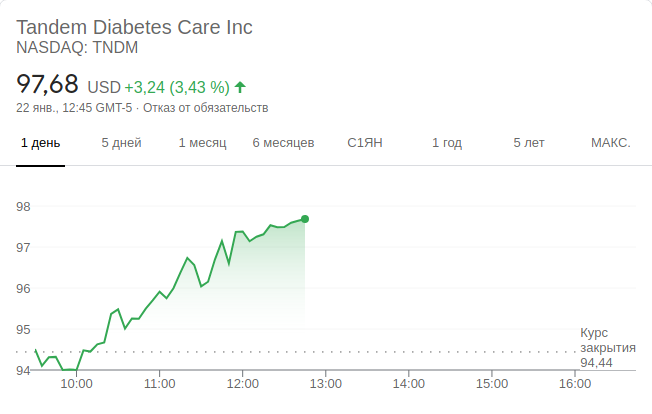 Tandem Diabetes Care Inc
NASDAQ: TNDM
97,68 USD +3,24 (3,43 %)
22 янв., 12:45 GMT-5 · Отказ от обязательств
1 день 5 дней 1 месяц 6 месяцев С1ЯН 1 год 5 лет МАКС.
98
97
96
95
94
Курс
закрытия
94,44
10:00 11:00 12:00 13:00 14:00 15:00 16:00